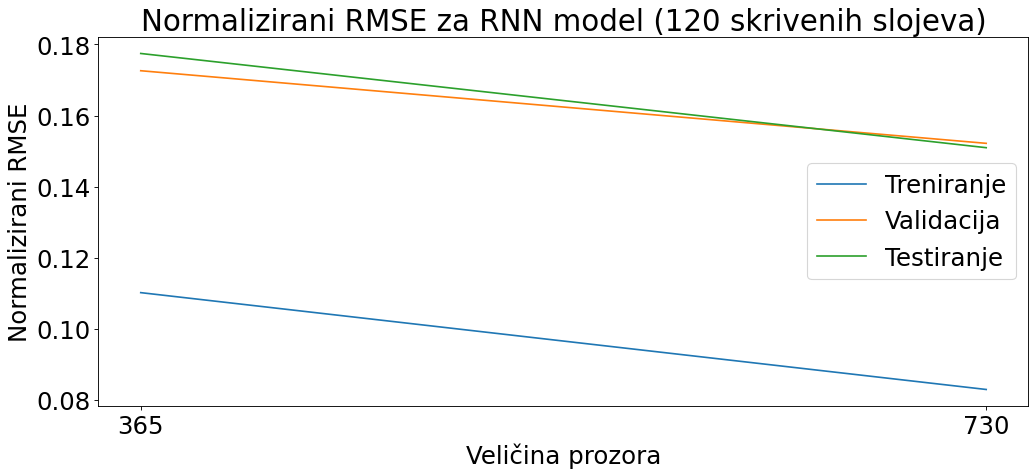 Normalizirani RMSE za RNN model (120 skrivenih slojeva)
Normalizirani RMSE
0.18
0.16
0.14
0.12
0.10
0.08
Treniranje
Validacija
Testiranje
365
730
Veličina prozora